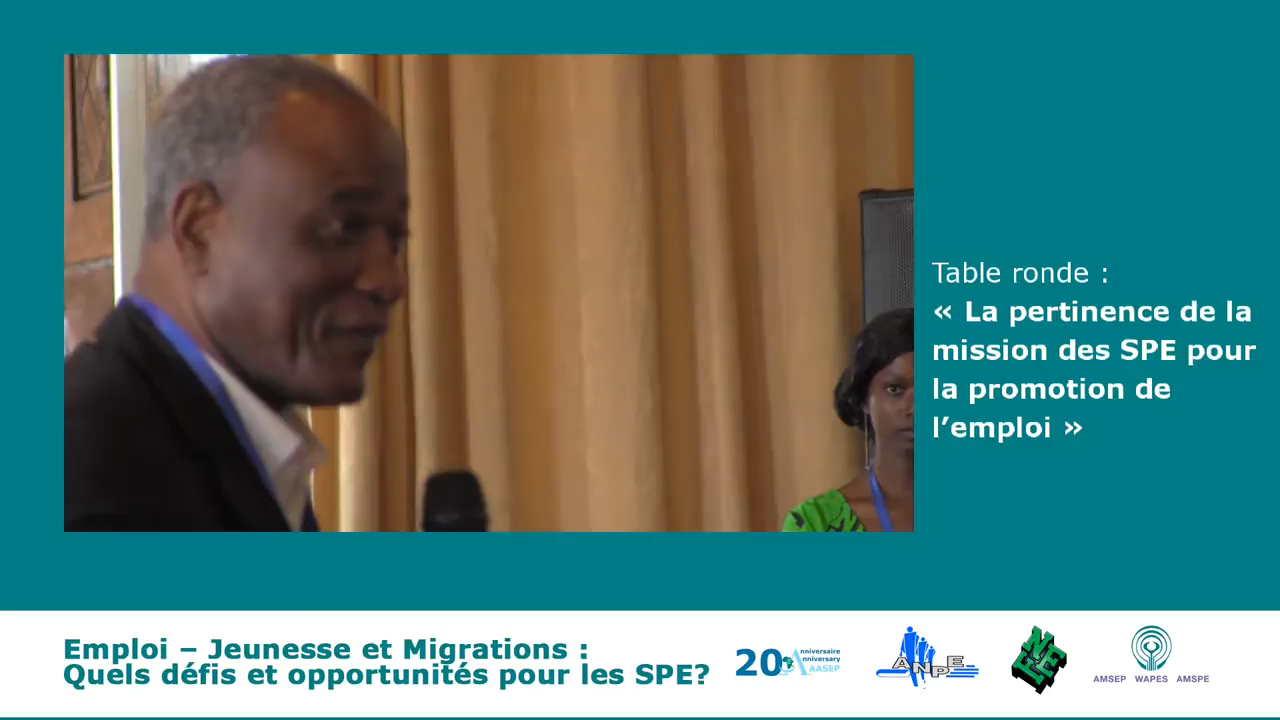 Table ronde :
« La pertinence de la
mission des SPE pour
la promotion de
l’emploi »
Emploi – Jeunesse et Migrations :
Quels défis et opportunités pour les SPE?
20 Anniversaire
Anniversary
AASEP
ANPE
NEF
AMSEP WAPES AMSPE